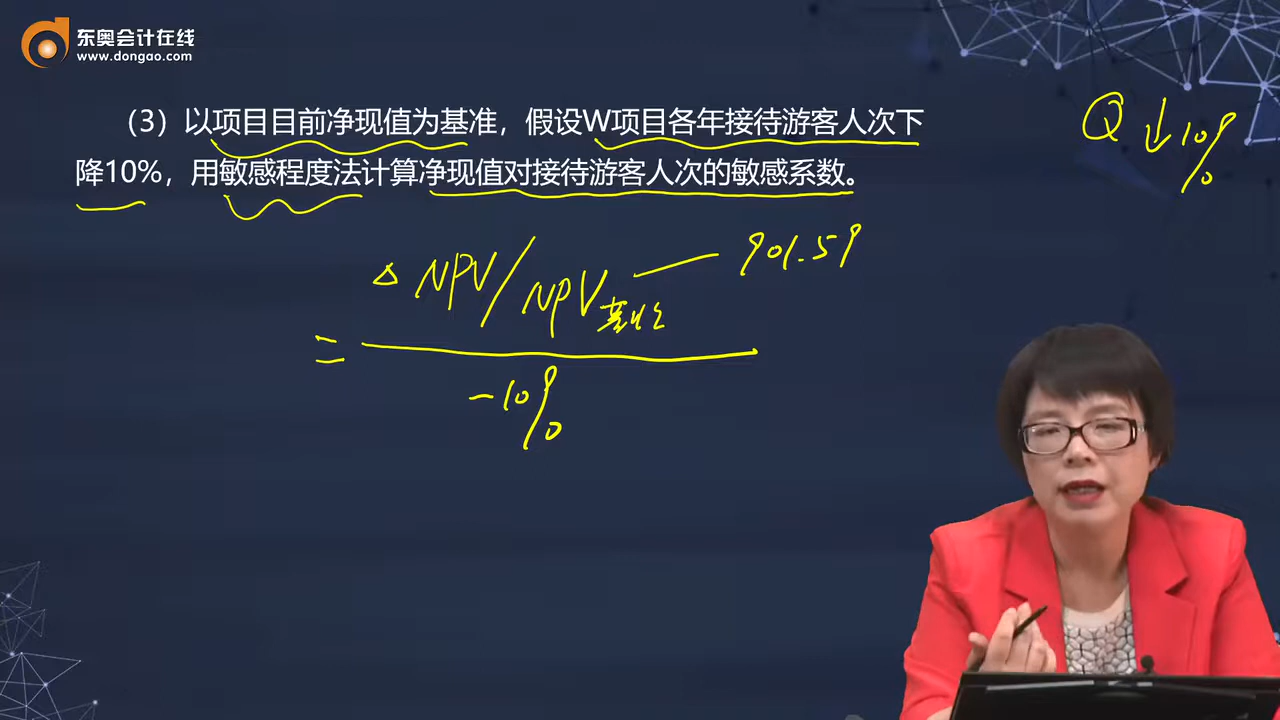 东奥会计在线
www.dongao.com
（3）以项目目前净现值为基准，假设W项目各年接待游客人次下
降10%，用敏感程度法计算净现值对接待游客人次的敏感系数。
Q↓10%
901.59
△NPV/NPV基准
=
-10%